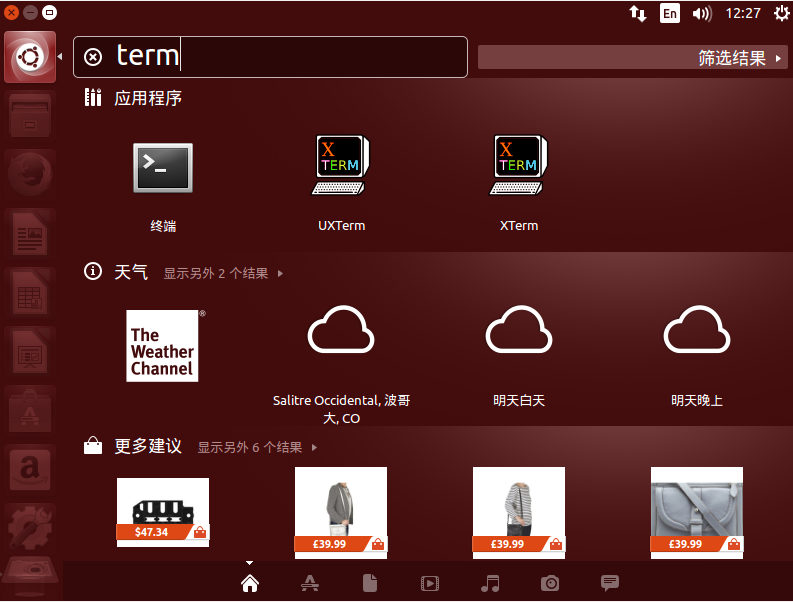 En
12:27
term
筛选结果
应用程序
X
TERM
X
TERM
终端
UXTerm
XTerm
天气
显示另外 2 个结果
The
Weather
Channel
®
Salitre Occidental, 波哥
大, CO
明天白天
明天晚上
更多建议
显示另外 6 个结果
$47.34
£39.99
£39.99
£39.99
a